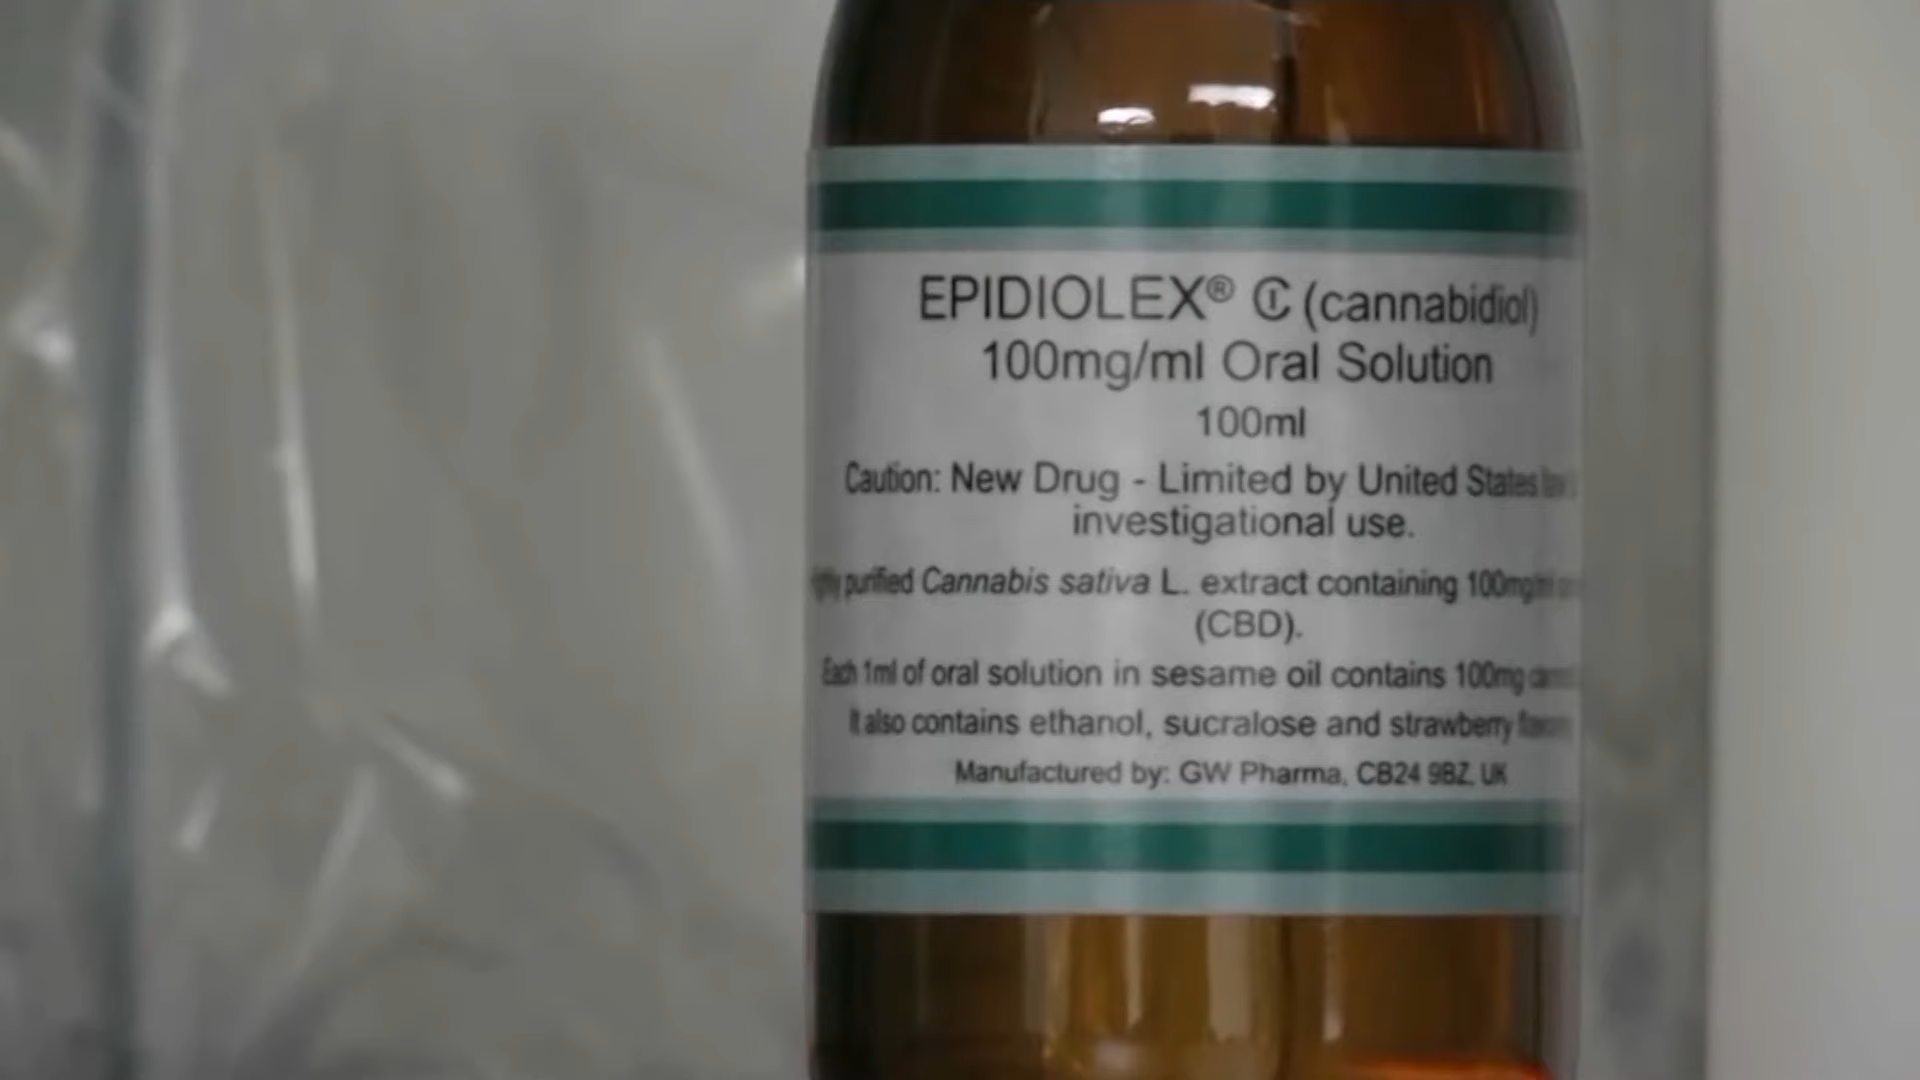 EPIDIOLEX® C (cannabidiol)
100mg/ml Oral Solution
100ml
Caution: New Drug - Limited by United States
investigational use.
purified Cannabis sativa L. extract containing
(CBD).
Each 1ml of oral solution in sesame oil contains 100mg
It also contains ethanol, sucralose and strawberry
Manufactured by: GW Pharma, CB24 9BZ, UK